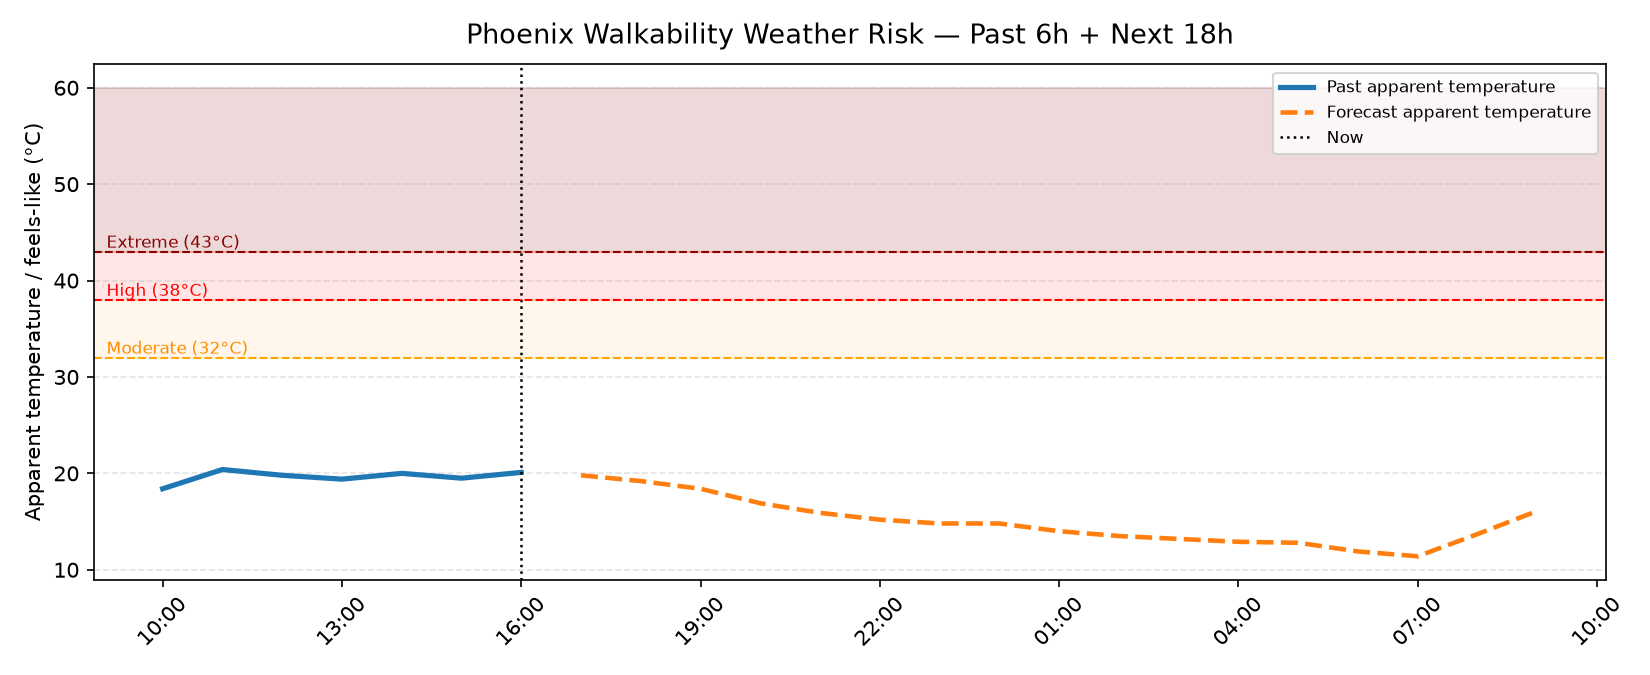 Phoenix Walkability Weather Risk — Past 6h + Next 18h
Apparent temperature / feels-like (°C)
60
50
40
30
20
10
Past apparent temperature
Forecast apparent temperature
Now
Extreme (43°C)
High (38°C)
Moderate (32°C)
10:00
13:00
16:00
19:00
22:00
01:00
04:00
07:00
10:00